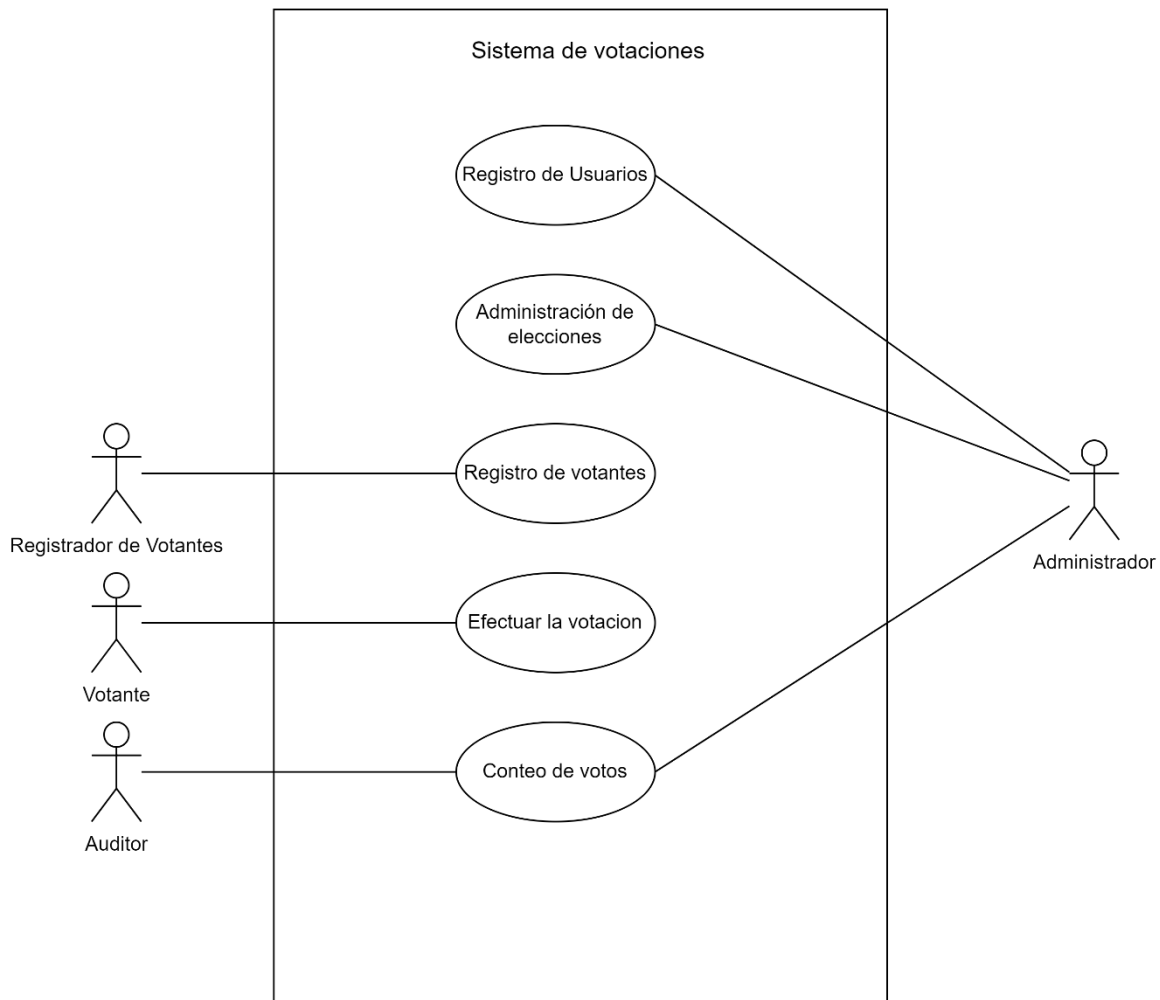 Sistema de votaciones
Registro de Usuarios
Administración de
elecciones
Registro de votantes
Registrador de Votantes
Administrador
Efectuar la votacion
Votante
Conteo de votos
Auditor